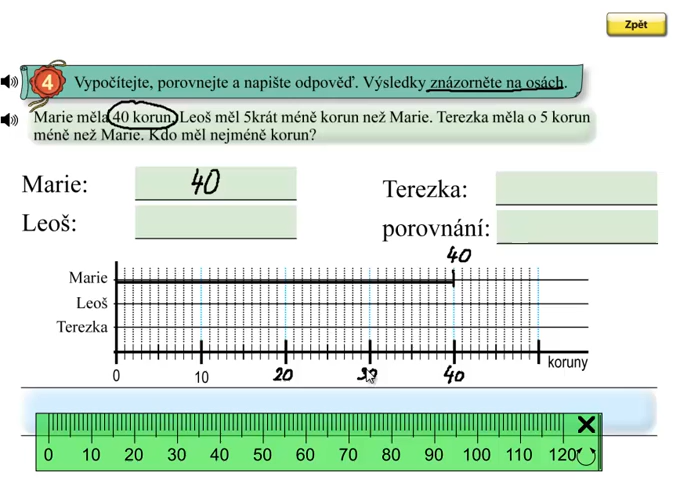 Zpět
4 Vypočítejte, porovnejte a napište odpověď. Výsledky znázorněte na osách.
Marie měla 40 korun. Leoš měl 5krát méně korun než Marie. Terezka měla o 5 korun
méně než Marie. Kdo měl nejméně korun?
Marie: 40
Terezka:
Leoš:
porovnání:
40
Marie
Leoš
Terezka
koruny
0 10 20 30 40
0 10 20 30 40 50 60 70 80 90 100 110 120